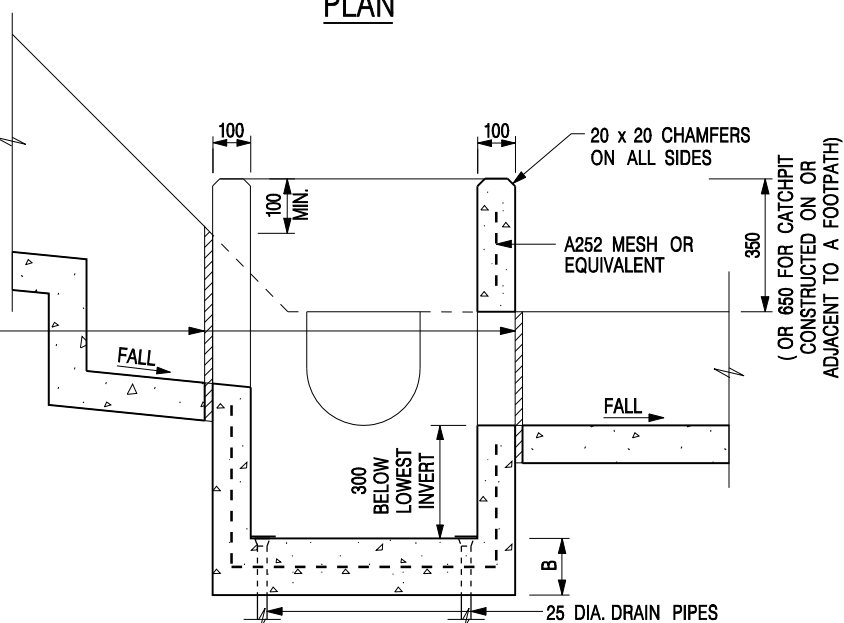 PLAN
100
100
20 x 20 CHAMFERS
ON ALL SIDES
100
MIN.
A252 MESH OR
EQUIVALENT
350
( OR 650 FOR CATCHPIT
CONSTRUCTED ON OR
ADJACENT TO A FOOTPATH)
FALL
FALL
300
BELOW
LOWEST
INVERT
B
25 DIA. DRAIN PIPES